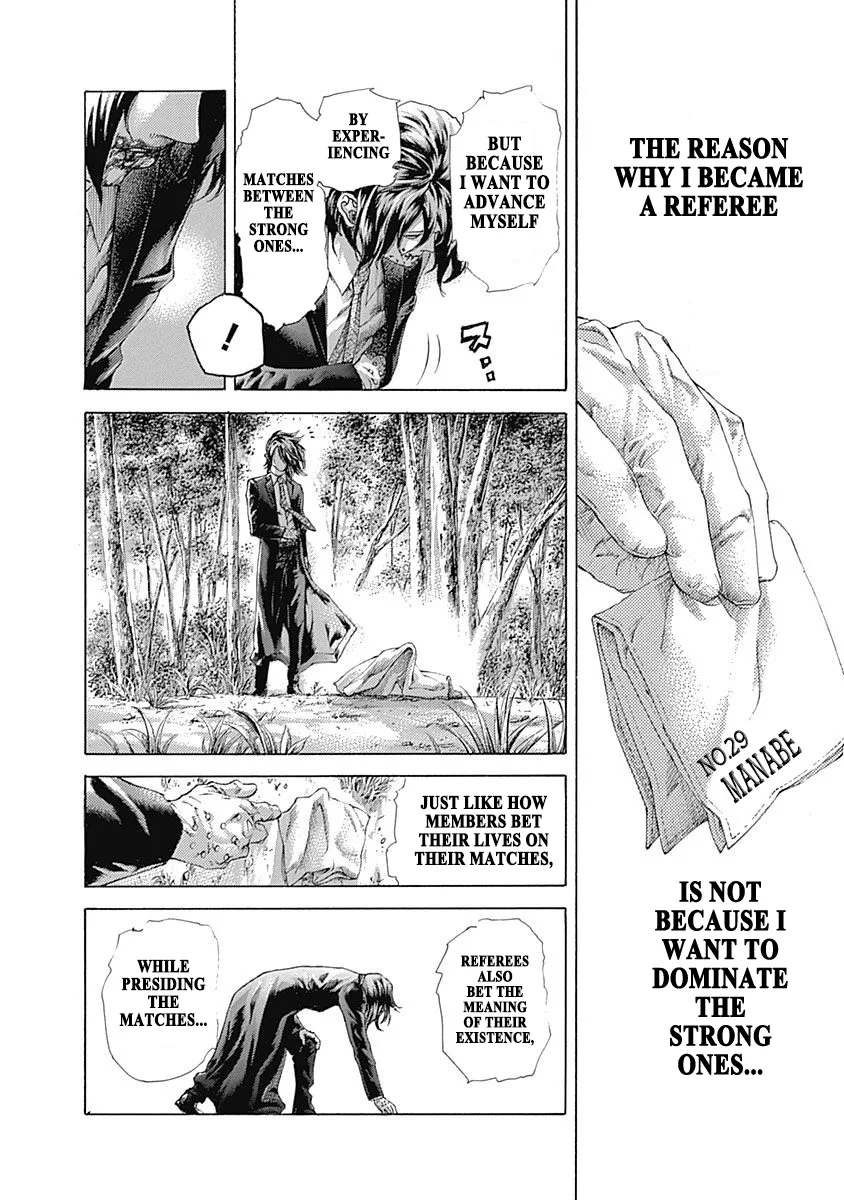 THE REASON
WHY I BECAME
A REFEREE
NO.29
MANABE
IS NOT
BECAUSE I
WANT TO
DOMINATE
THE
STRONG
ONES...
BUT
BECAUSE
I WANT TO
ADVANCE
MYSELF
BY
EXPER-
IENCING
MATCHES
BETWEEN
THE
STRONG
ONES...
ス...
!
JUST LIKE HOW
MEMBERS BET
THEIR LIVES ON
THEIR MATCHES,
REFEREES
ALSO
BET THE
MEANING
OF THEIR
EXISTENCE,
WHILE
PRESIDING
THE
MATCHES...